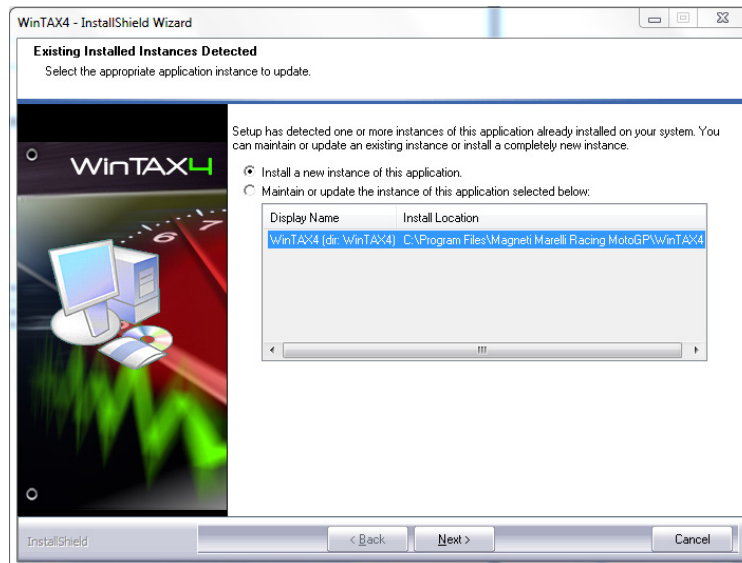 WinTAX4 - InstallShield Wizard
Existing Installed Instances Detected
Select the appropriate application instance to update.
Setup has detected one or more instances of this application already installed on your system. You
can maintain or update an existing instance or install a completely new instance.
WinTAX4
Install a new instance of this application.
Maintain or update the instance of this application selected below:
Display Name Install Location
WinTAX4 (dir: WinTAX4) C:\Program Files\Magneti Marelli Racing MotoGP\WinTAX4
6 7
InstallShield
< Back Next > Cancel